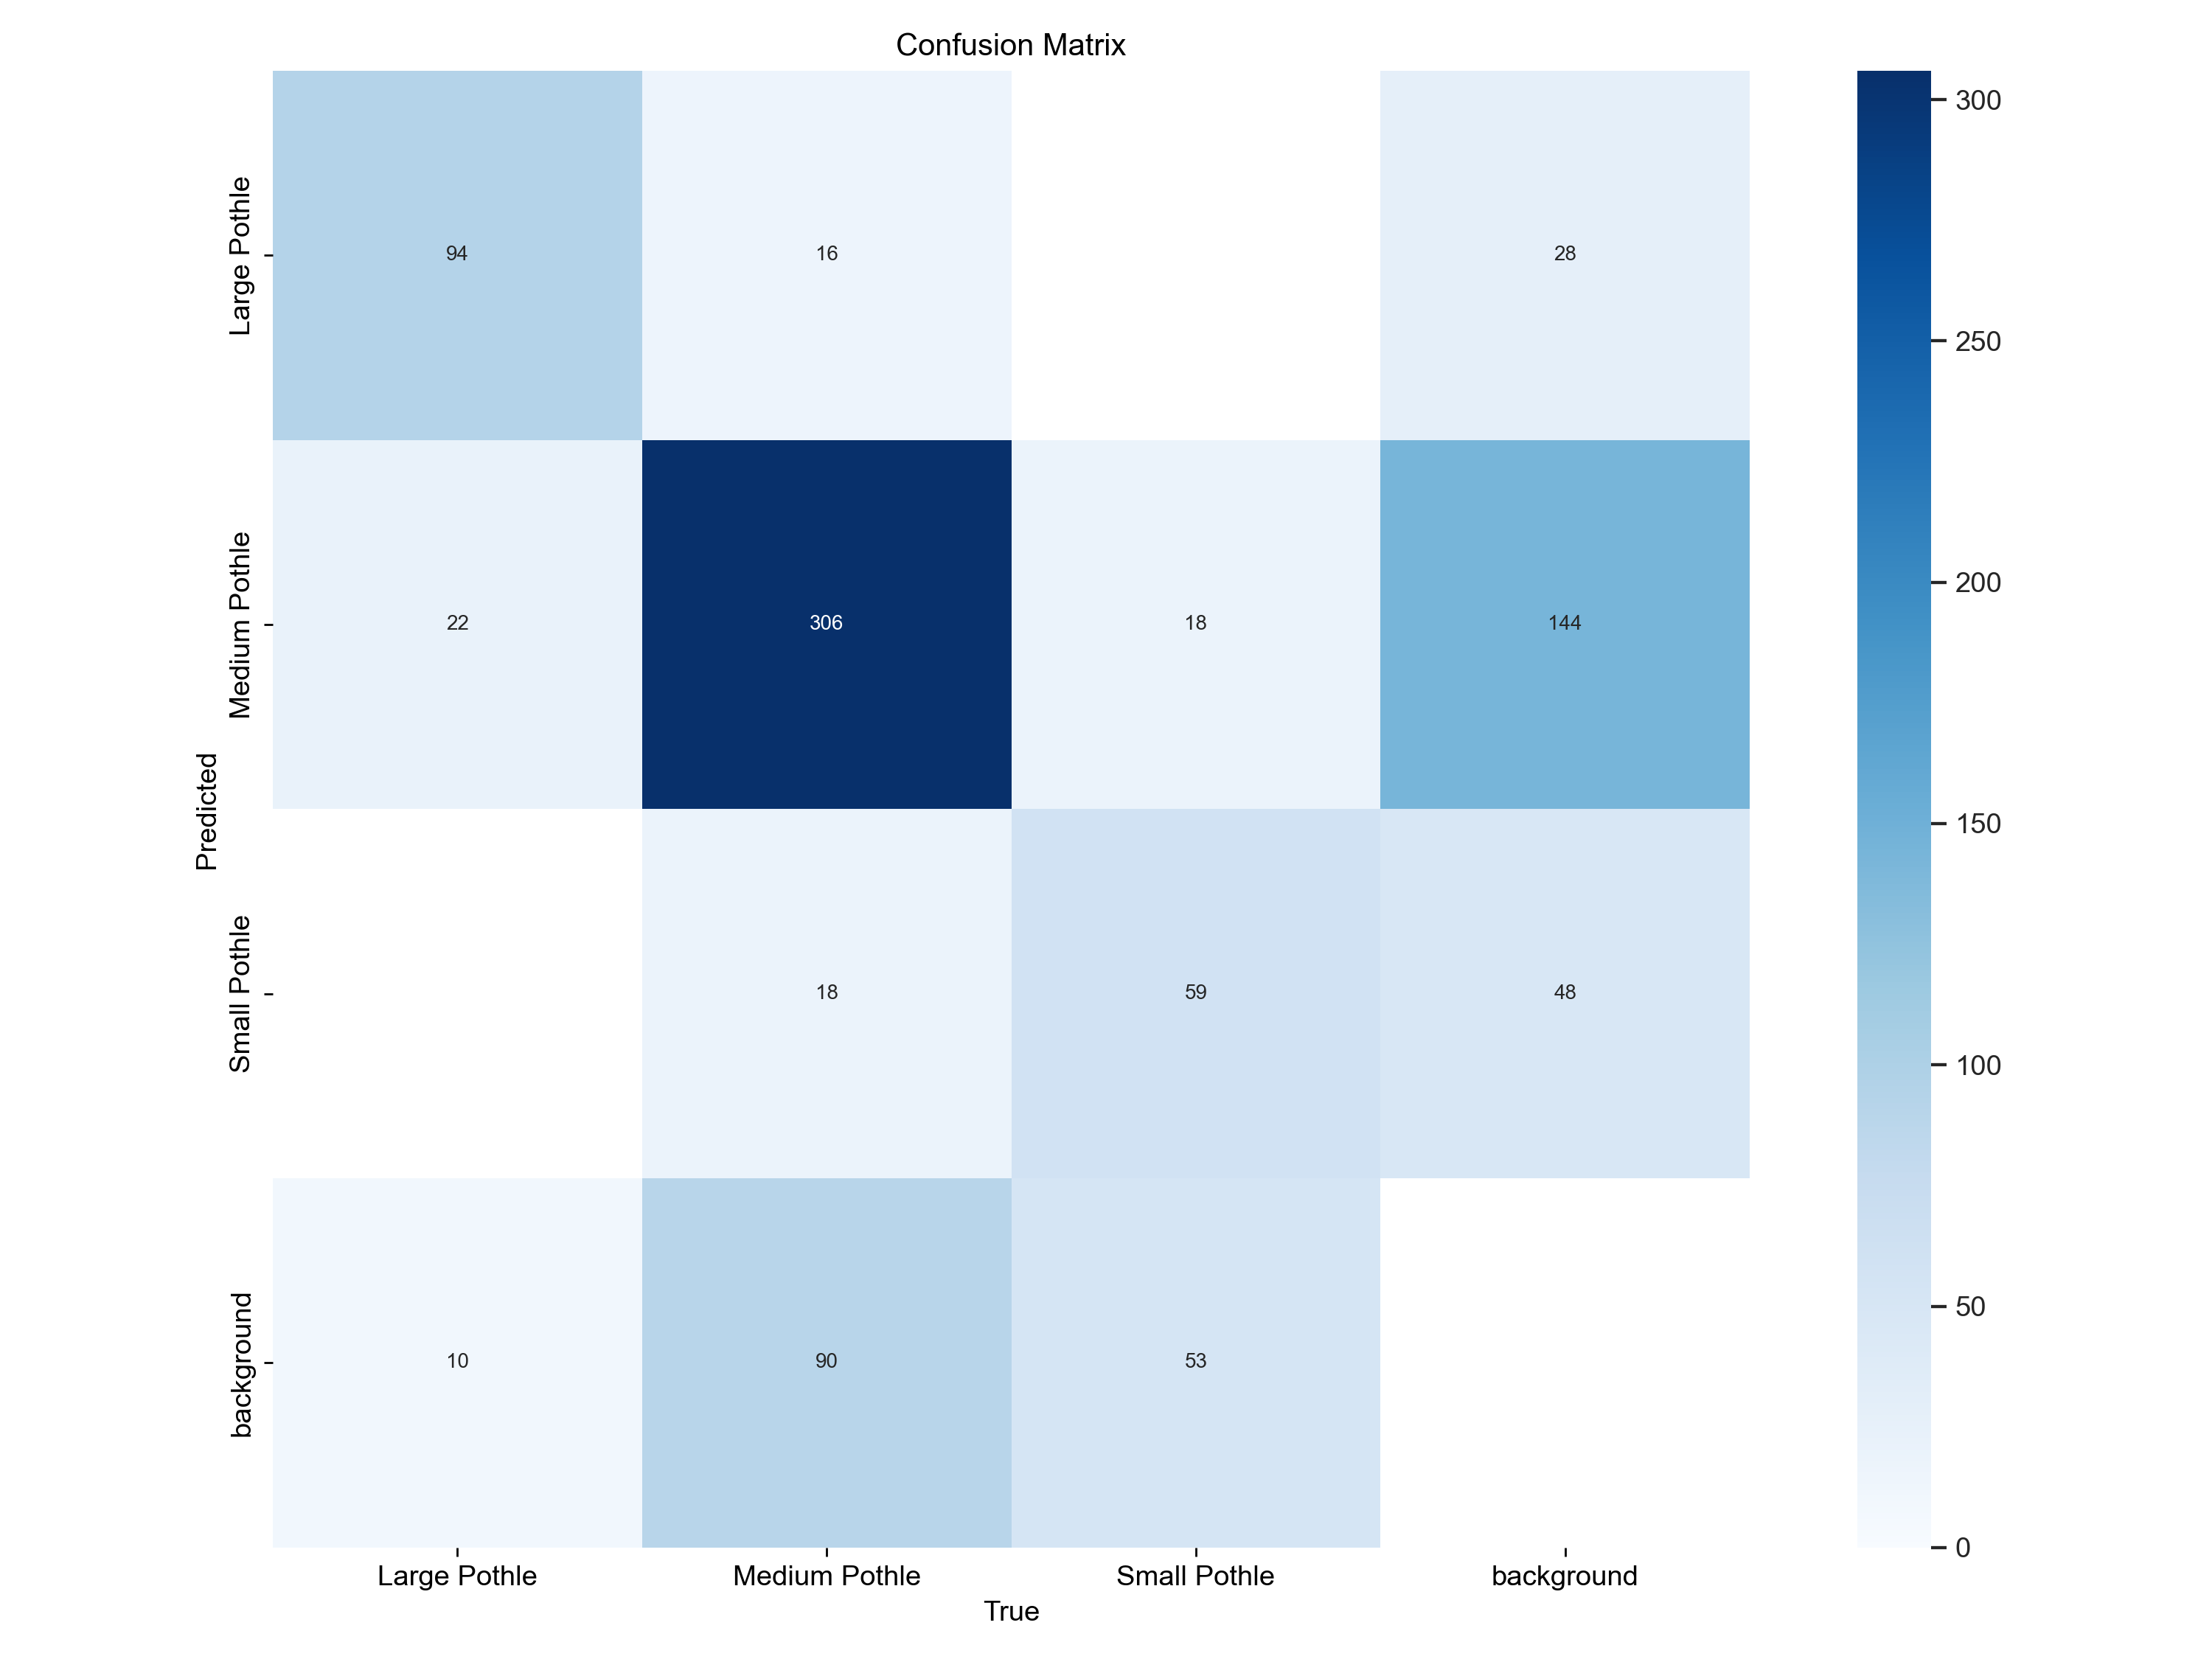 Confusion Matrix
Large Pothle
94
16
28
Medium Pothle
22
306
18
144
Small Pothle
18
59
48
background
10
90
53
Predicted
Large Pothle
Medium Pothle
Small Pothle
background
True
300
250
200
150
100
50
0